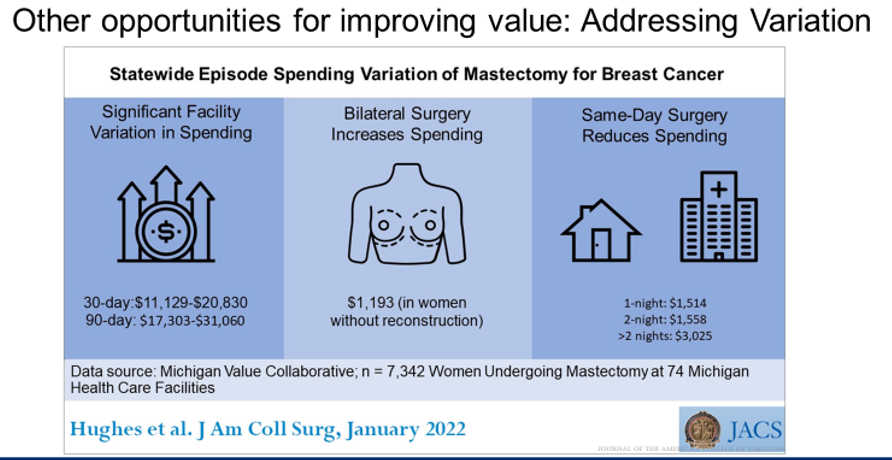 Other opportunities for improving value: Addressing Variation
Statewide Episode Spending Variation of Mastectomy for Breast Cancer
Significant Facility
Variation in Spending
$
30-day:$11,129-$20,830
90-day: $17,303-$31,060
Bilateral Surgery
Increases Spending
$1,193 (in women
without reconstruction)
Same-Day Surgery
Reduces Spending
1-night: $1,514
2-night: $1,558
>2 nights: $3,025
Data source: Michigan Value Collaborative; n = 7,342 Women Undergoing Mastectomy at 74 Michigan
Health Care Facilities
Hughes et al. J Am Coll Surg, January 2022
JACS
JOURNAL OF THE